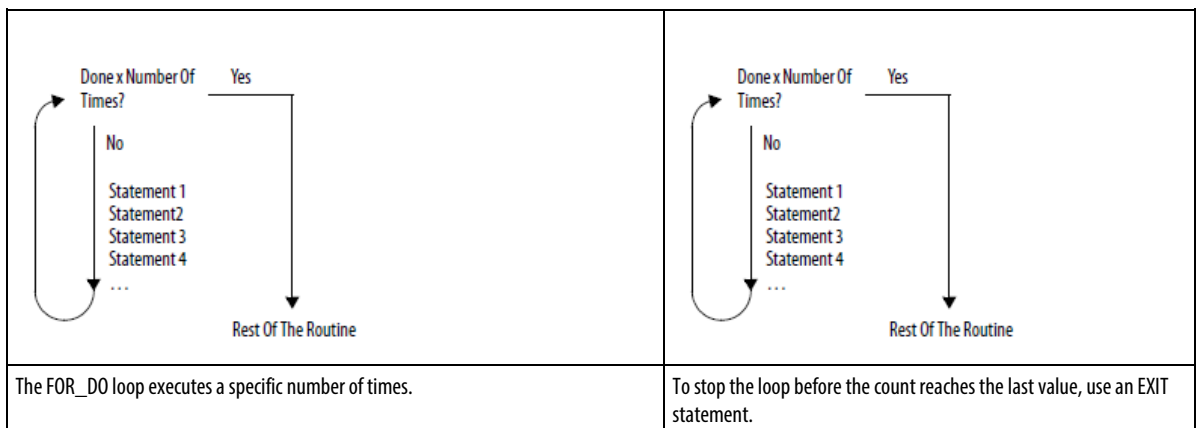 Done x Number Of Yes
Times?
No
Statement 1
Statement2
Statement 3
Statement 4
...
Rest Of The Routine
Done x Number Of Yes
Times?
No
Statement 1
Statement2
Statement 3
Statement 4
...
Rest Of The Routine
The FOR_DO loop executes a specific number of times.
To stop the loop before the count reaches the last value, use an EXIT
statement.